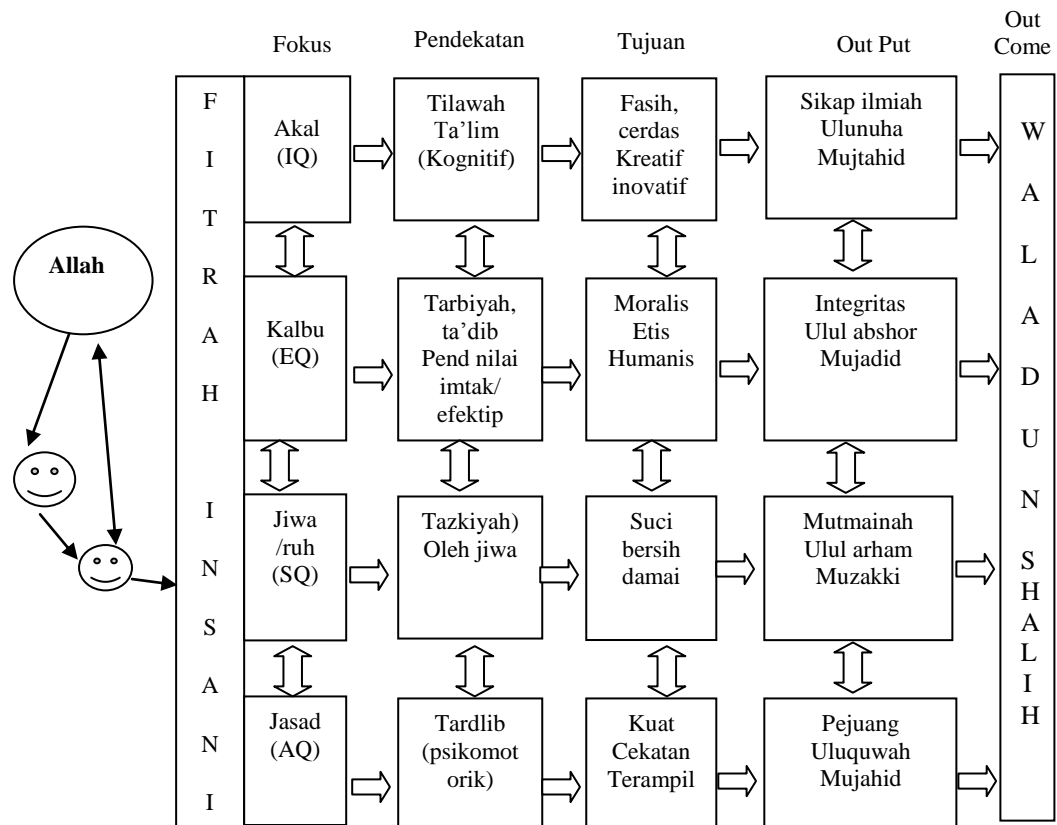 Fokus
Pendekatan
Tujuan
Out Put
Out
Come
Allah
F
I
T
R
A
H
I
N
S
A
N
I
Akal
(IQ)
Tilawah
Ta’lim
(Kognitif)
Fasih,
cerdas
Kreatif
inovatif
Sikap ilmiah
Ulunuha
Mujtahid
Kalbu
(EQ)
Tarbiyah,
ta’dib
Pend nilai
imtak/
efektip
Moralis
Etis
Humanis
Integritas
Ulul abshor
Mujadid
Jiwa
/ruh
(SQ)
Tazkiyah)
Oleh jiwa
Suci
bersih
damai
Mutmainah
Ulul arham
Muzakki
Jasad
(AQ)
Tardlib
(psikomot
orik)
Kuat
Cekatan
Terampil
Pejuang
Uluquwah
Mujahid
W
A
L
A
D
U
N
S
H
A
L
I
H